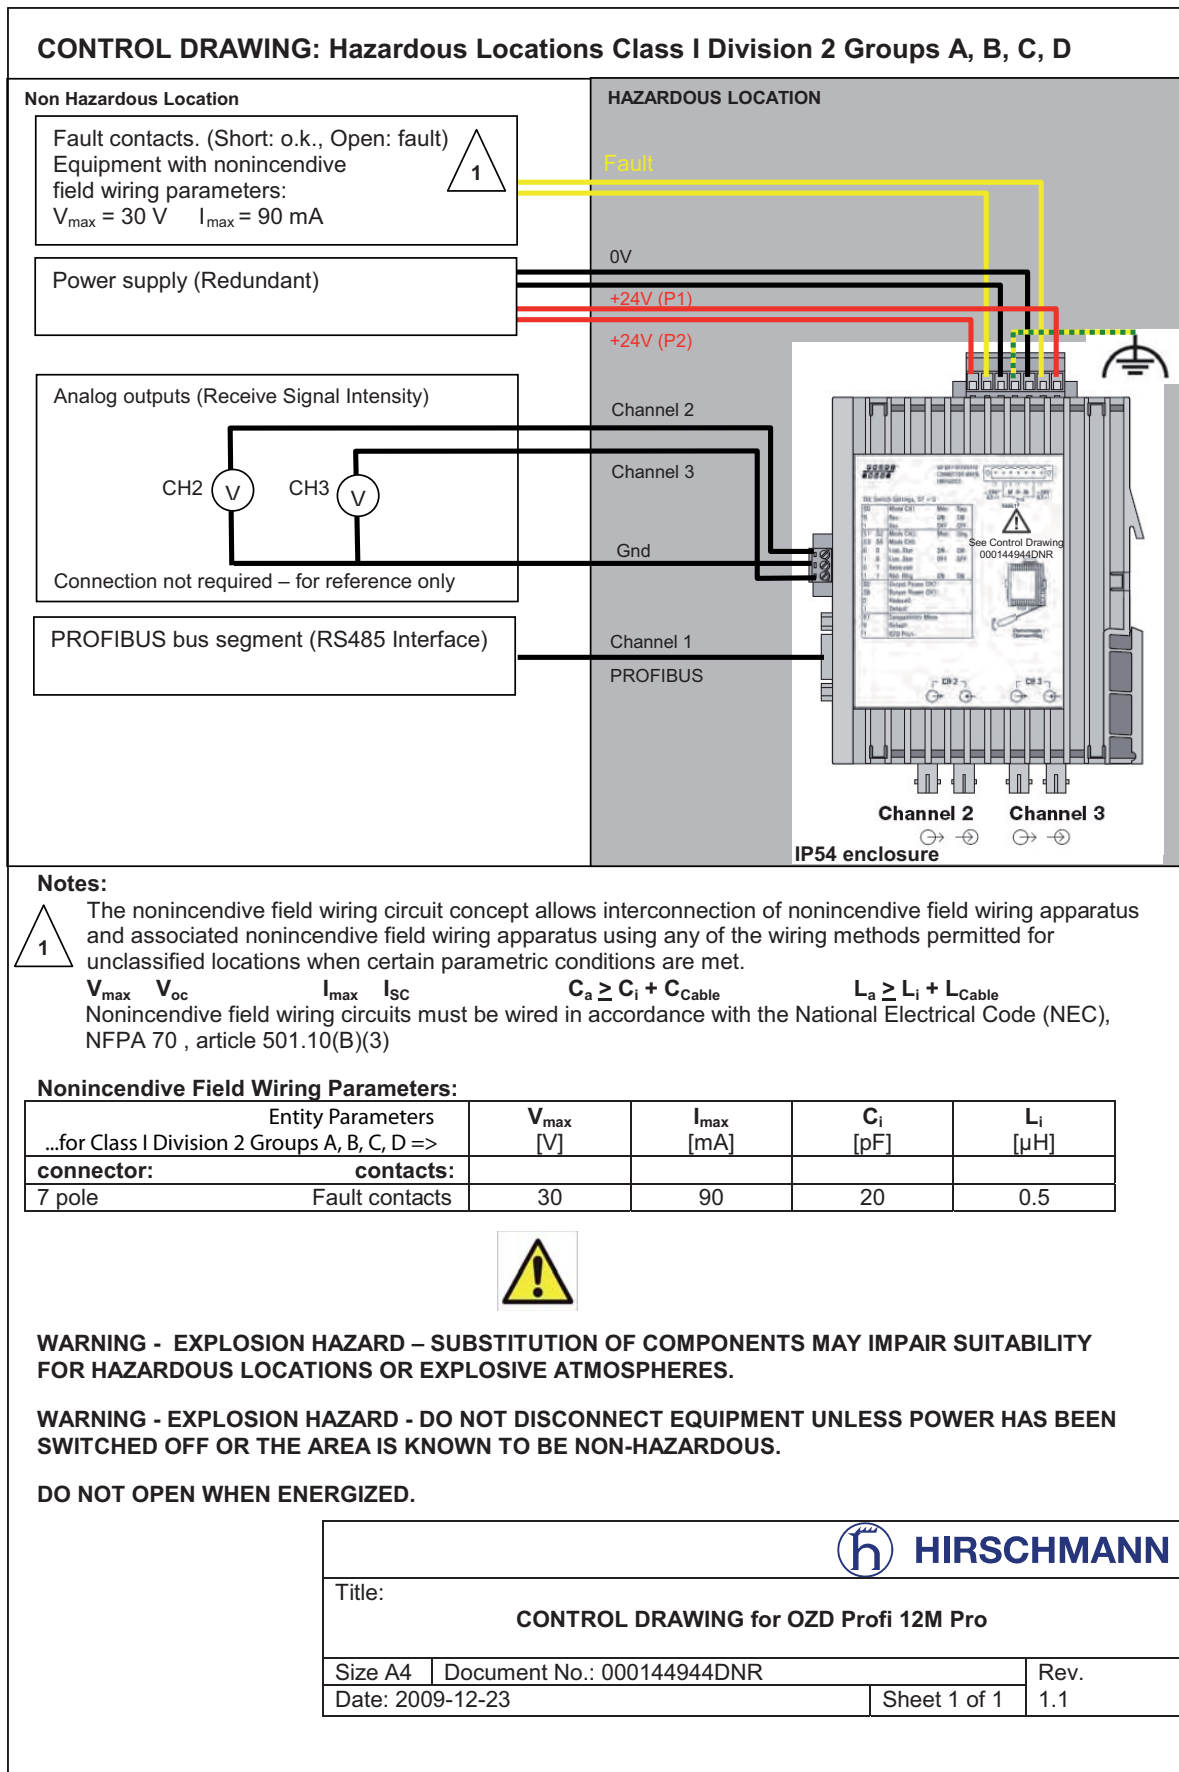 CONTROL DRAWING: Hazardous Locations Class I Division 2 Groups A, B, C, D
Non Hazardous Location
HAZARDOUS LOCATION
Fault contacts. (Short: o.k., Open: fault)
Equipment with nonincendive
field wiring parameters:
Vmax = 30 V Imax = 90 mA
1
Fault
Power supply (Redundant)
0V
+24V (P1)
+24V (P2)
Analog outputs (Receive Signal Intensity)
Channel 2
Channel 3
CH2 V
CH3 V
Gnd
Connection not required – for reference only
PROFIBUS bus segment (RS485 Interface)
Channel 1
PROFIBUS
See Control Drawing
000144944DNR
CH 2
CH 3
Channel 2 Channel 3
IP54 enclosure
Notes:
1
The nonincendive field wiring circuit concept allows interconnection of nonincendive field wiring apparatus
and associated nonincendive field wiring apparatus using any of the wiring methods permitted for
unclassified locations when certain parametric conditions are met.
Vmax Voc Imax ISC Ca ≥ Ci + CCable La ≥ Li + LCable
Nonincendive field wiring circuits must be wired in accordance with the National Electrical Code (NEC),
NFPA 70 , article 501.10(B)(3)
Nonincendive Field Wiring Parameters:
Entity Parameters Vmax Imax Ci Li
...for Class I Division 2 Groups A, B, C, D => [V] [mA] [pF] [µH]
connector: contacts:
7 pole Fault contacts 30 90 20 0.5
WARNING - EXPLOSION HAZARD – SUBSTITUTION OF COMPONENTS MAY IMPAIR SUITABILITY
FOR HAZARDOUS LOCATIONS OR EXPLOSIVE ATMOSPHERES.
WARNING - EXPLOSION HAZARD - DO NOT DISCONNECT EQUIPMENT UNLESS POWER HAS BEEN
SWITCHED OFF OR THE AREA IS KNOWN TO BE NON-HAZARDOUS.
DO NOT OPEN WHEN ENERGIZED.
HIRSCHMANN
Title:
CONTROL DRAWING for OZD Profi 12M Pro
Size A4 Document No.: 000144944DNR Rev.
Date: 2009-12-23 Sheet 1 of 1 1.1